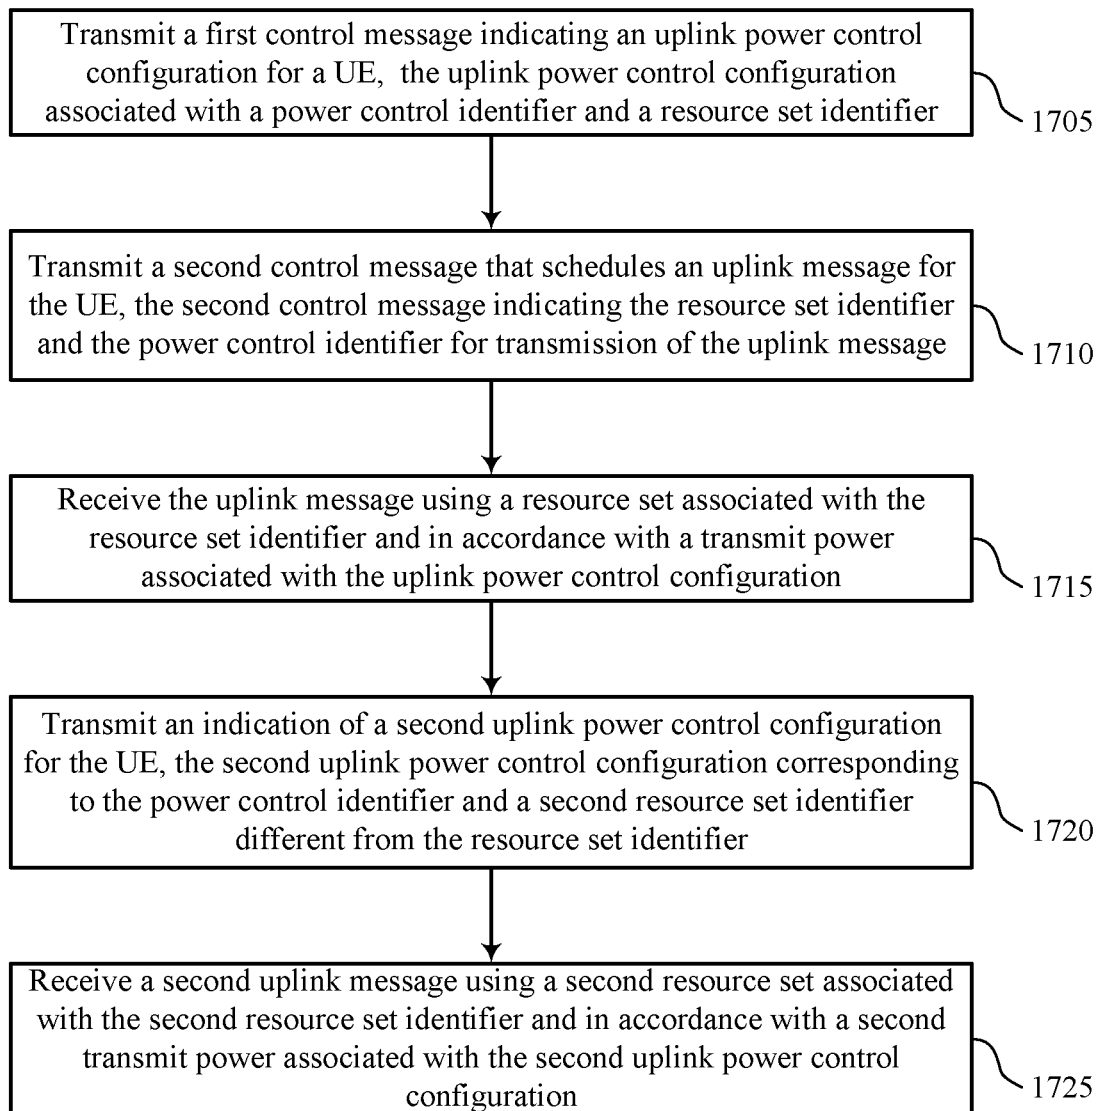 Transmit a first control message indicating an uplink power control
configuration for a UE, the uplink power control configuration
associated with a power control identifier and a resource set identifier
1705
Transmit a second control message that schedules an uplink message for
the UE, the second control message indicating the resource set identifier
and the power control identifier for transmission of the uplink message
1710
Receive the uplink message using a resource set associated with the
resource set identifier and in accordance with a transmit power
associated with the uplink power control configuration
1715
Transmit an indication of a second uplink power control configuration
for the UE, the second uplink power control configuration corresponding
to the power control identifier and a second resource set identifier
different from the resource set identifier
1720
Receive a second uplink message using a second resource set associated
with the second resource set identifier and in accordance with a second
transmit power associated with the second uplink power control
configuration
1725